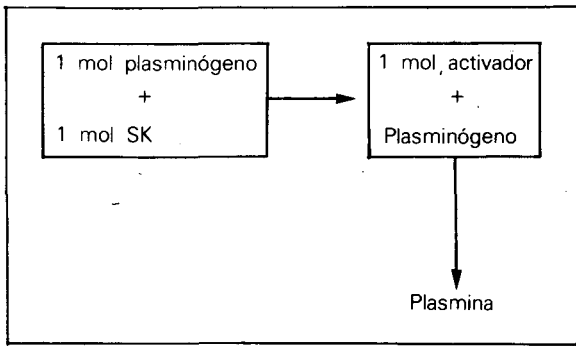 1 mol plasminógeno
+
1 mol SK
1 mol activador
+
Plasminógeno
Plasmina